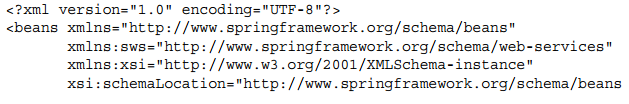 <?xml version="1.0" encoding="UTF-8"?>
<beans xmlns="http://www.springframework.org/schema/beans"
xmlns:sws="http://www.springframework.org/schema/web-services"
xmlns:xsi="http://www.w3.org/2001/XMLSchema-instance"
xsi:schemaLocation="http://www.springframework.org/schema/beans